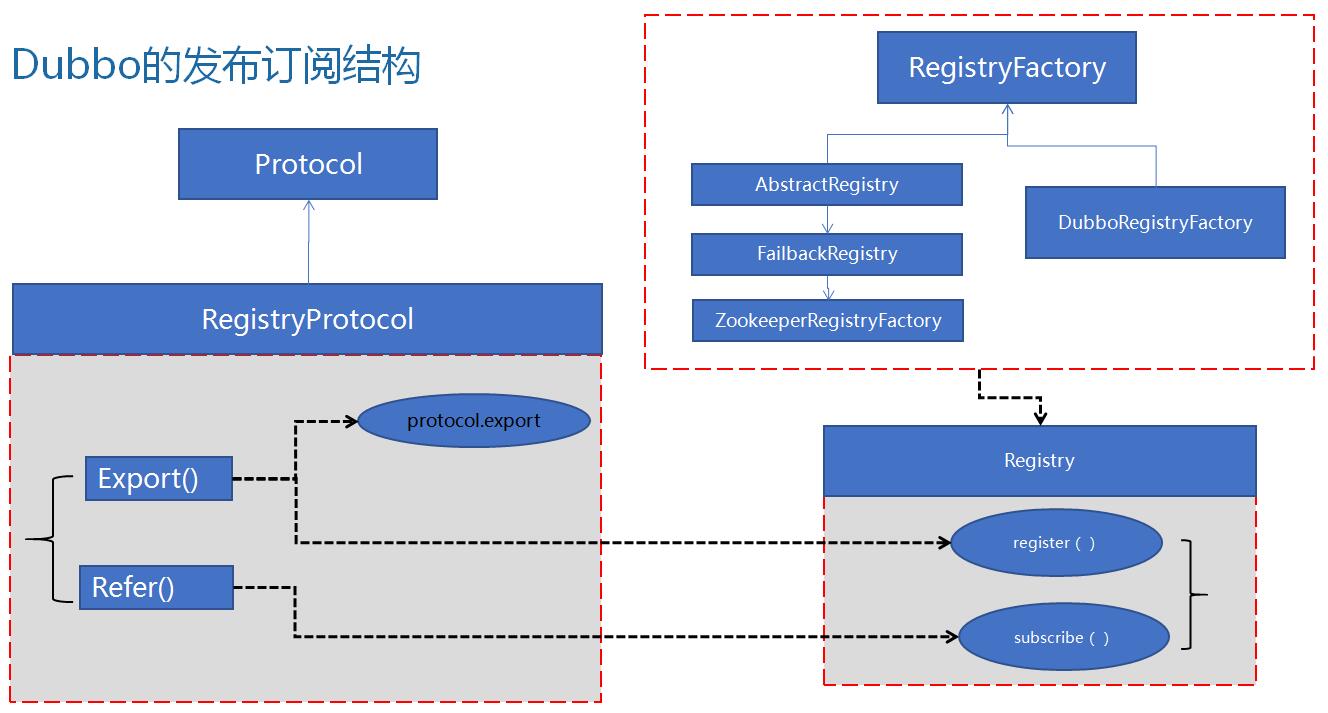 Dubbo的发布订阅结构
Protocol
RegistryProtocol
protocol.export
Export()
Refer()
RegistryFactory
AbstractRegistry
FailbackRegistry
ZookeeperRegistryFactory
DubboRegistryFactory
Registry
register（ ）
subscribe（ ）